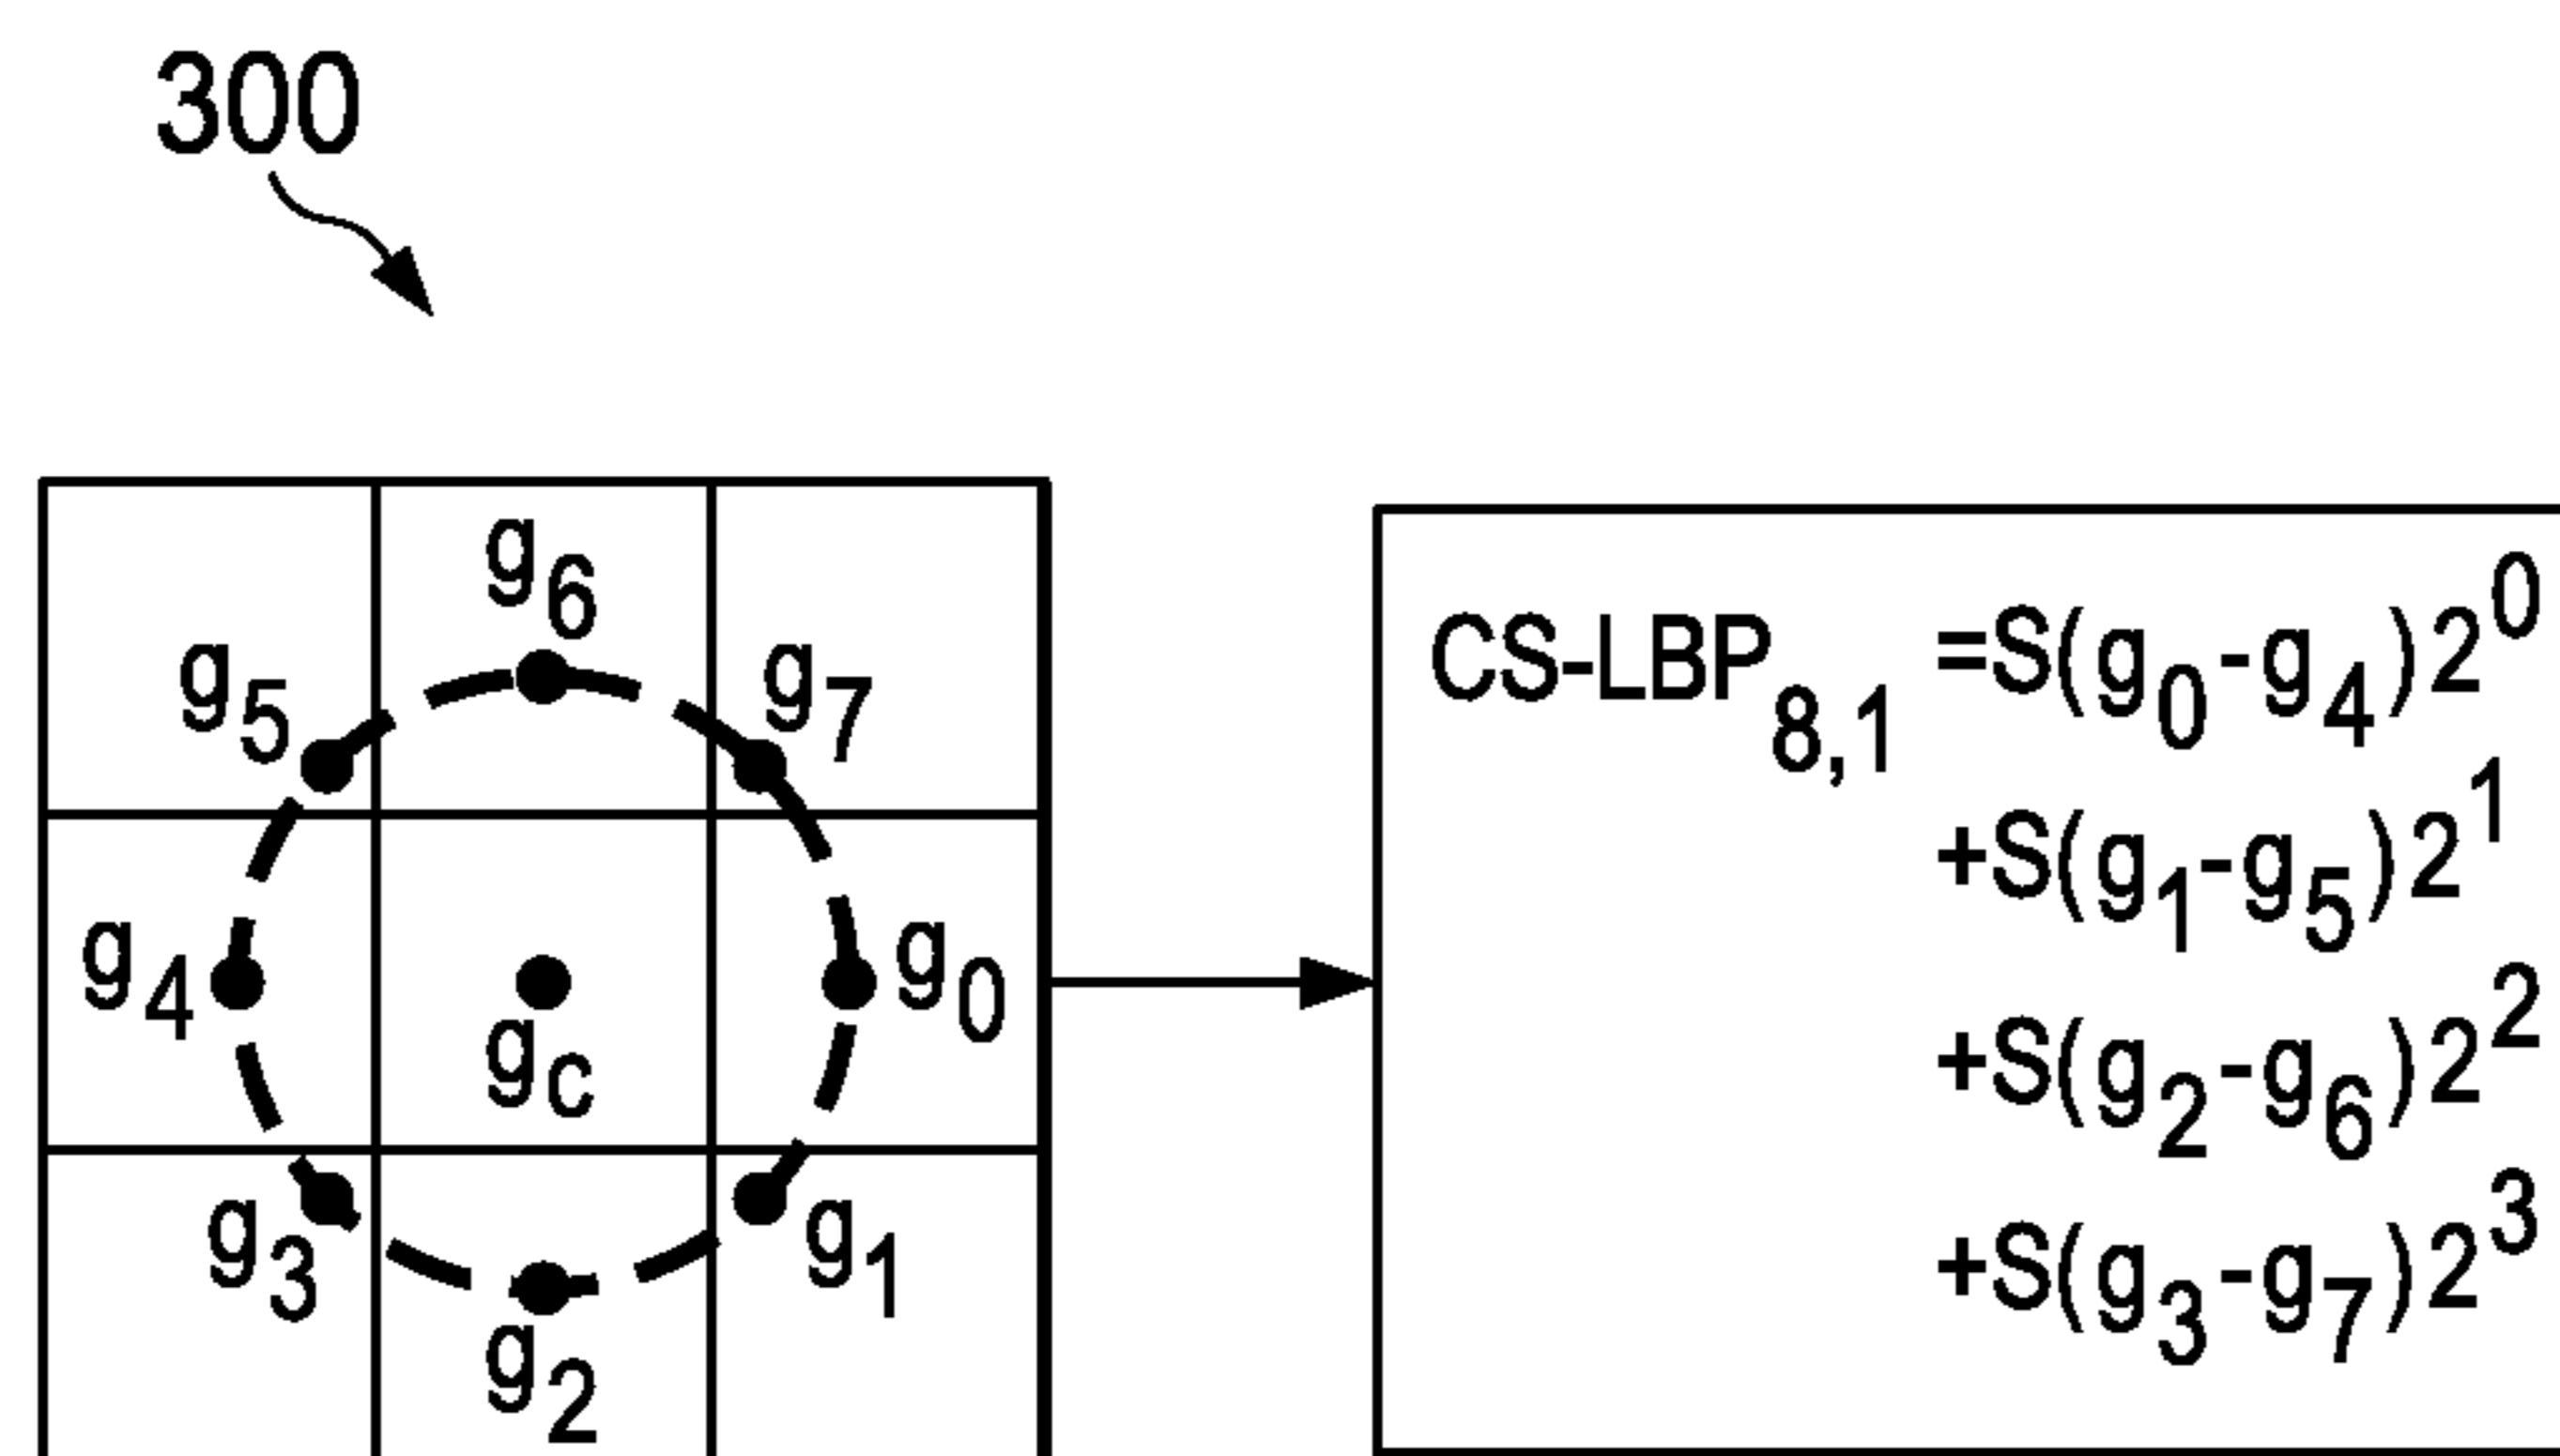 300
g6
g5 g7
g4 gc g0
g3 g1
g2
CS-LBP8,1 =S(g0-g4)2^0
+S(g1-g5)2^1
+S(g2-g6)2^2
+S(g3-g7)2^3